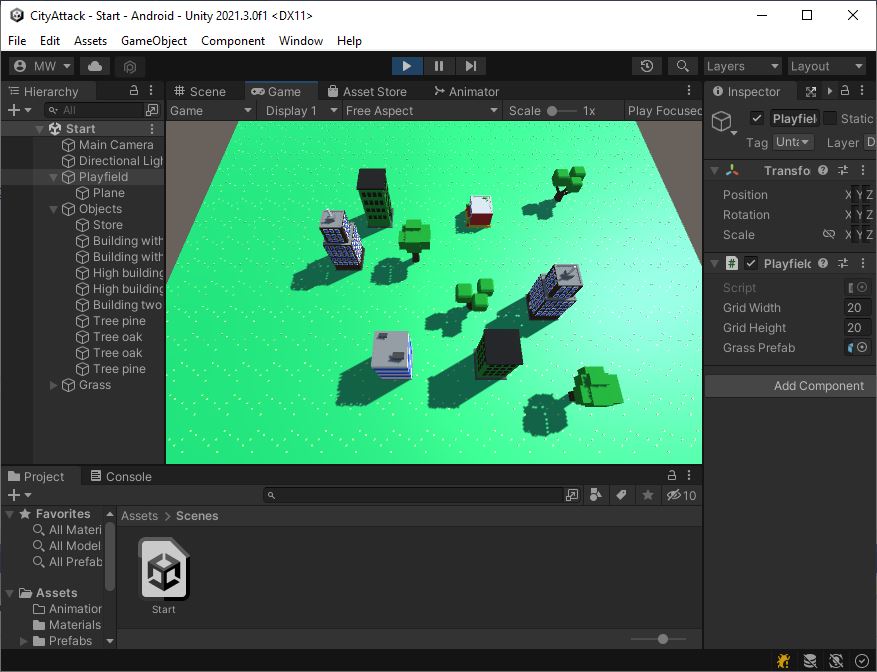 CityAttack - Start - Android - Unity 2021.3.0f1 <DX11>
File Edit Assets GameObject Component Window Help
MW Layers Layout
Hierarchy Scene Game Asset Store Animator Inspector
All Game Display 1 Free Aspect Scale 1x Play Focused
Start
Main Camera
Directional Ligh
Playfield
Plane
Objects
Store
Building with
Building with
High building
High building
Building two
Tree pine
Tree oak
Tree oak
Tree pine
Grass
Playfiel Static
Tag Unta Layer D
Transfo
Position X Y Z
Rotation X Y Z
Scale X Y Z
# Playfielc
Script
Grid Width 20
Grid Height 20
Grass Prefab
Add Component
Project Console
10
Favorites
All Materi
All Model
All Prefab
Assets
Animation
Materials
Prefabs
Assets > Scenes
Start